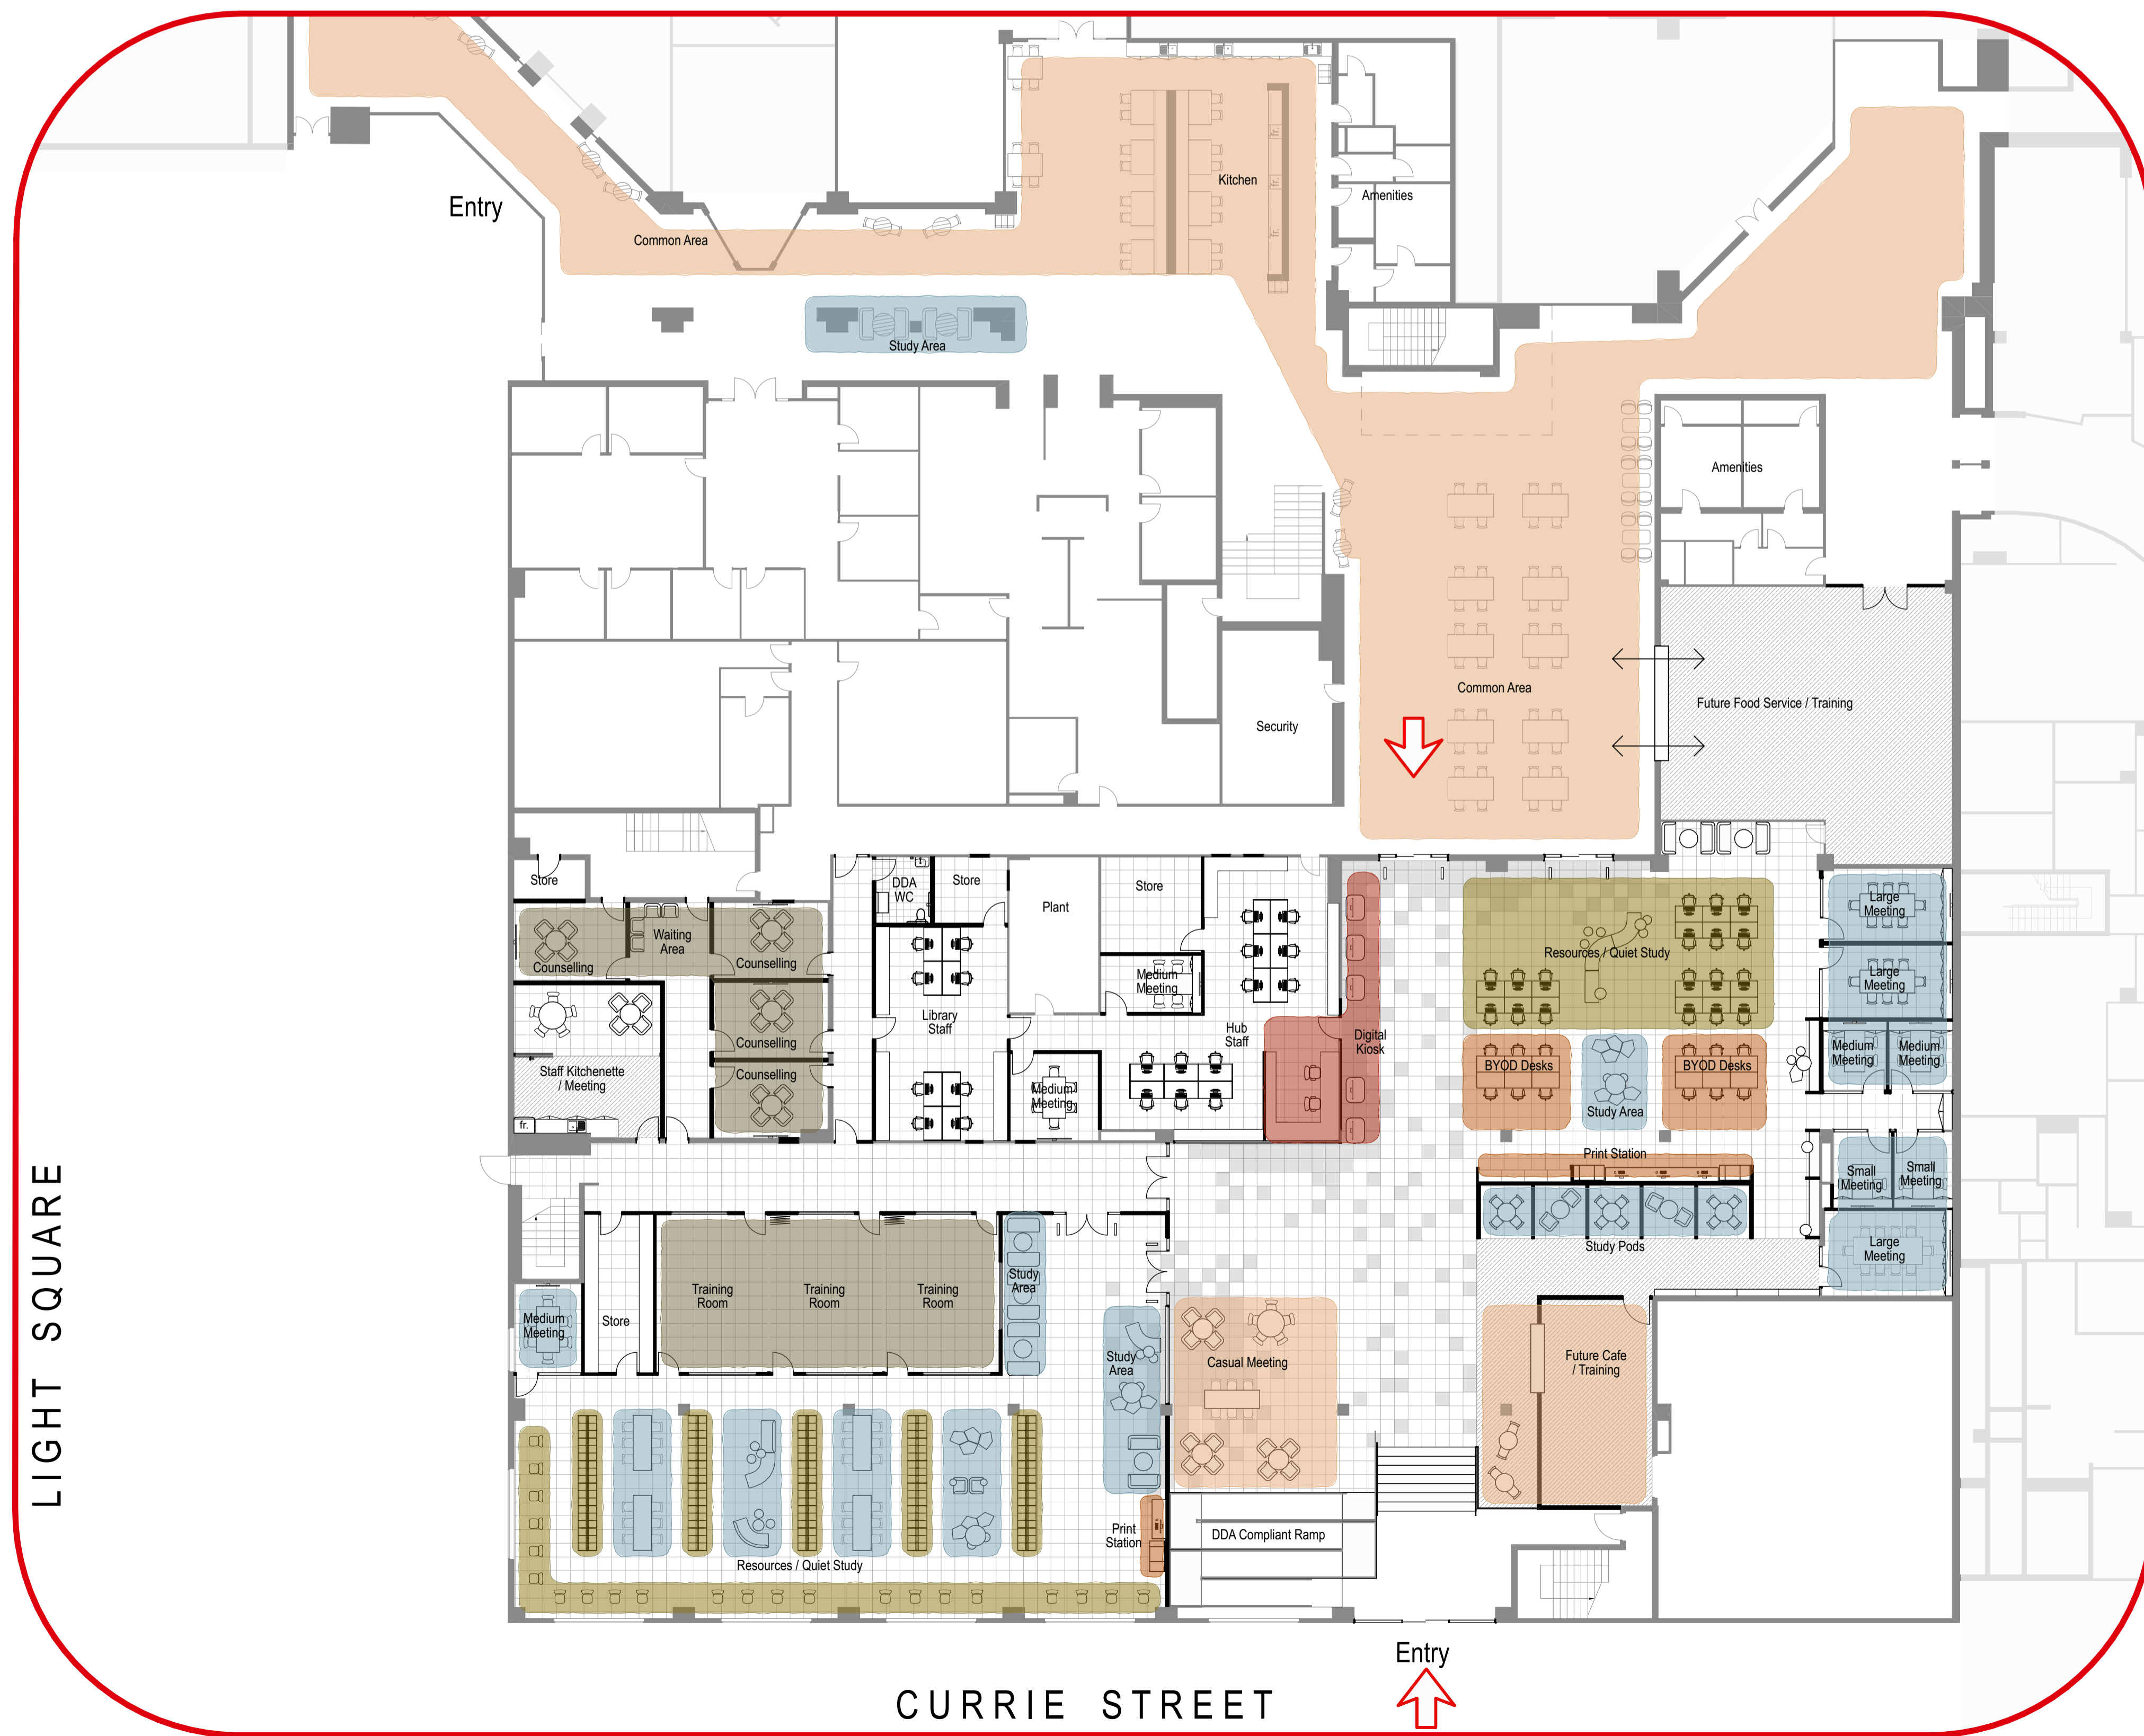 Entry
Common Area
Kitchen
fr.
fr.
fr.
Amenities
Study Area
Amenities
Common Area
Future Food Service / Training
Security
Store
DDA
WC
Store
Plant
Store
Counselling
Waiting
Area
Counselling
Medium
Meeting
Resources / Quiet Study
Large
Meeting
Large
Meeting
Library
Staff
Hub
Staff
Digital
Kiosk
Counselling
Counselling
Staff Kitchenette
/ Meeting
fr.
Medium
Meeting
BYOD Desks
BYOD Desks
Study Area
Medium
Meeting
Medium
Meeting
Print Station
Small
Meeting
Small
Meeting
Study Pods
Large
Meeting
Training
Room
Training
Room
Training
Room
Study
Area
Medium
Meeting
Store
Study
Area
Casual Meeting
Future Cafe
/ Training
Print
Station
DDA Compliant Ramp
Resources / Quiet Study
LIGHT SQUARE
Entry
CURRIE STREET